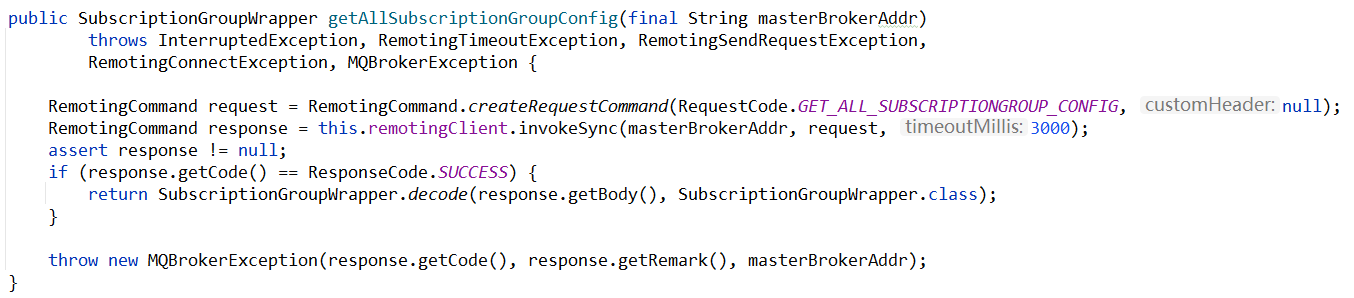 public SubscriptionGroupWrapper getAllSubscriptionGroupConfig(final String masterBrokerAddr)
        throws InterruptedException, RemotingTimeoutException, RemotingSendRequestException,
        RemotingConnectException, MQBrokerException {

    RemotingCommand request = RemotingCommand.createRequestCommand(RequestCode.GET_ALL_SUBSCRIPTIONGROUP_CONFIG, customHeader: null);
    RemotingCommand response = this.remotingClient.invokeSync(masterBrokerAddr, request, timeoutMillis: 3000);
    assert response != null;
    if (response.getCode() == ResponseCode.SUCCESS) {
        return SubscriptionGroupWrapper.decode(response.getBody(), SubscriptionGroupWrapper.class);
    }

    throw new MQBrokerException(response.getCode(), response.getRemark(), masterBrokerAddr);
}